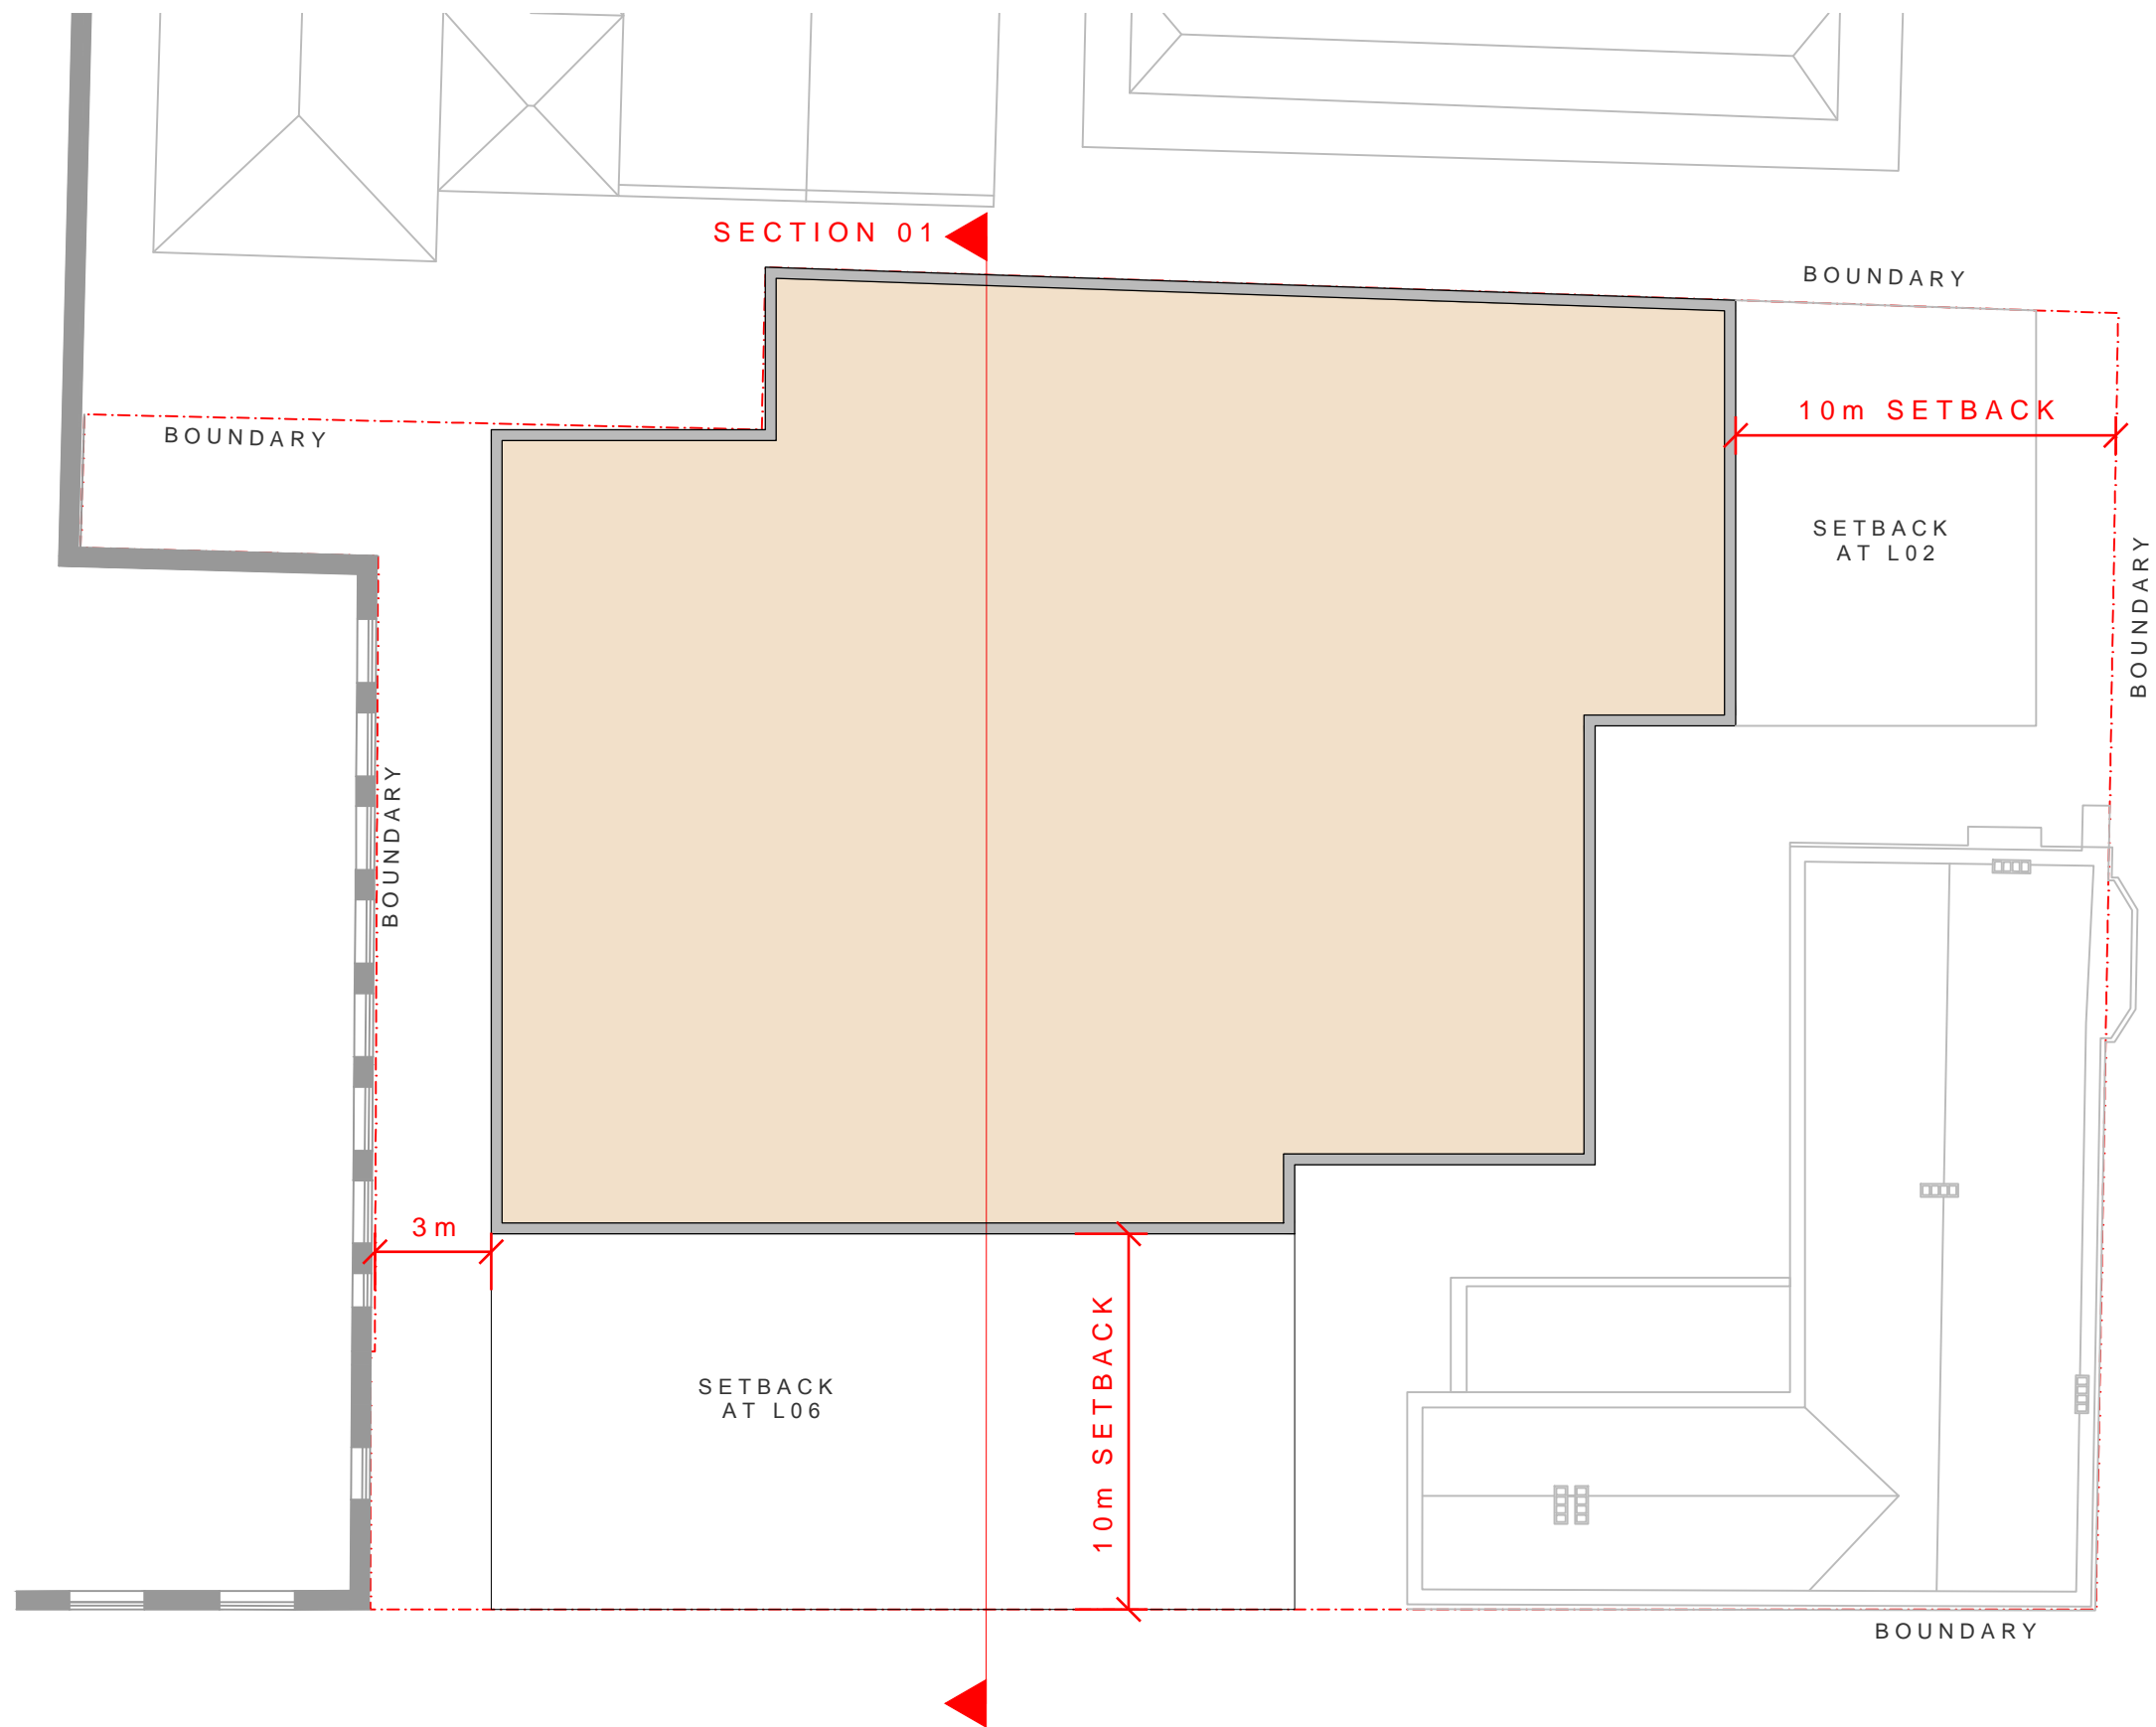 SECTION 01
BOUNDARY
10m SETBACK
BOUNDARY
SETBACK
AT L02
BOUNDARY
BOUNDARY
3m
10m SETBACK
SETBACK
AT L06
BOUNDARY